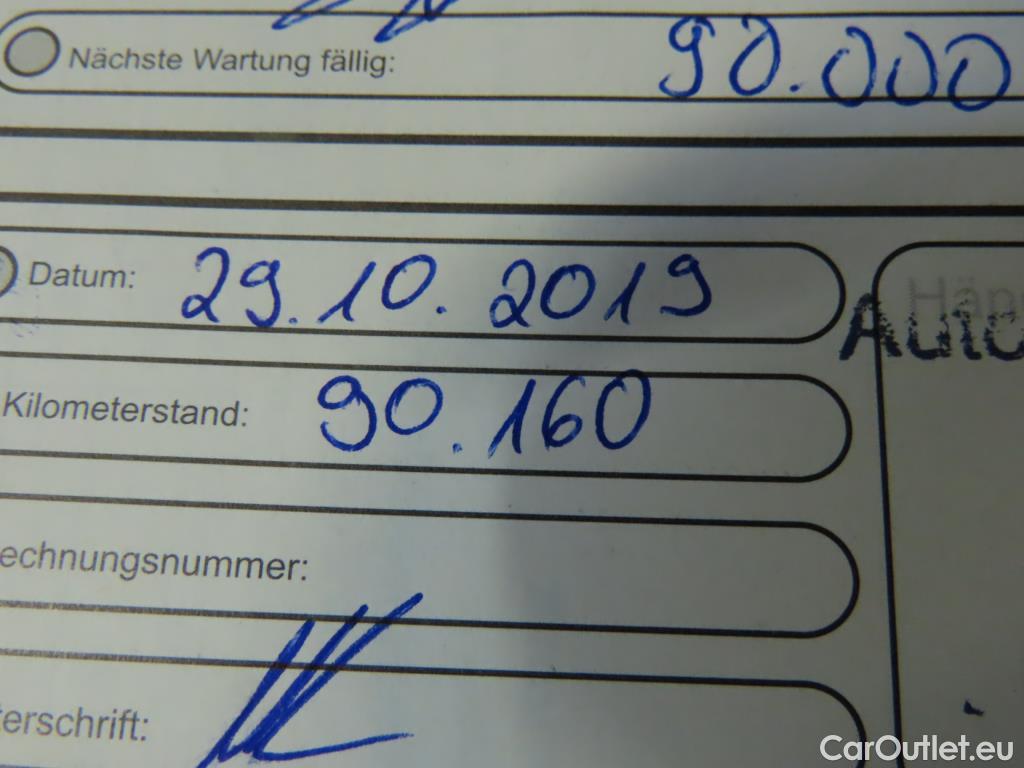 Nächste Wartung fällig: 90.000
Datum: 29.10.2019
Kilometerstand: 90.160
echnungsnummer:
terschrift:
CarOutlet.eu